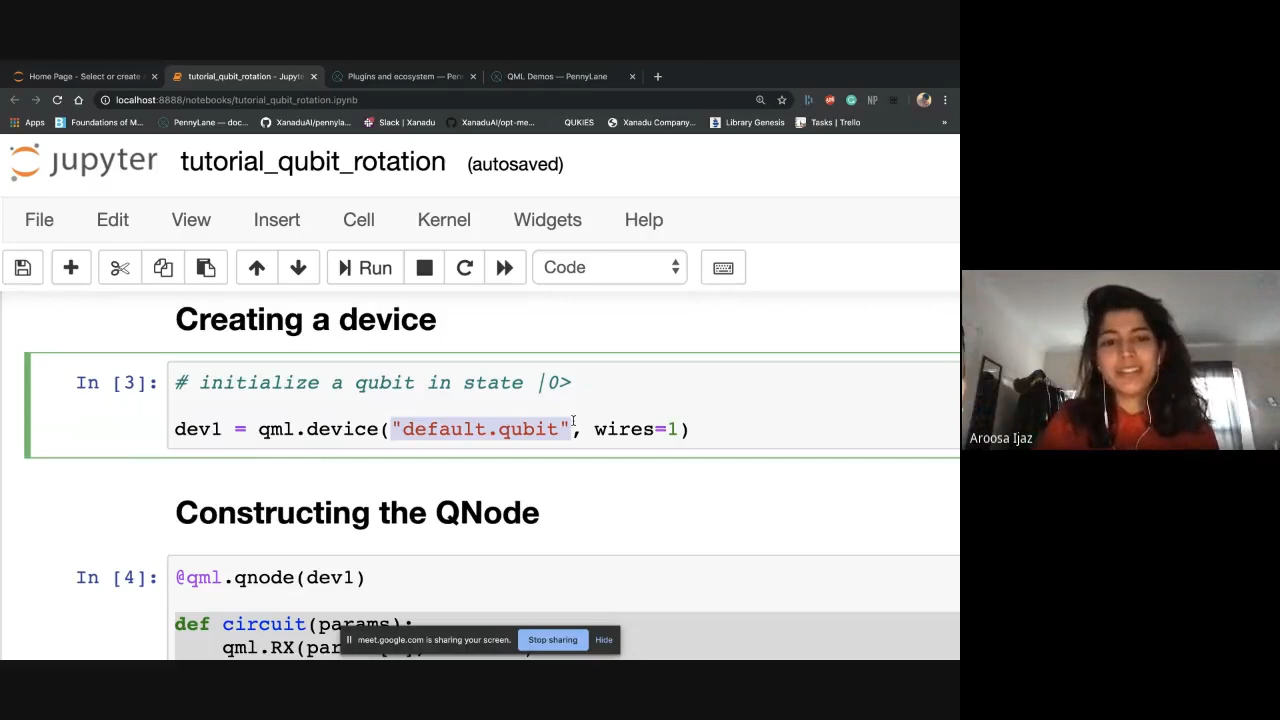 Home Page - Select or create
tutorial_qubit_rotation - Jupyte
Plugins and ecosystem — Penn
QML Demos — PennyLane
localhost:8888/notebooks/tutorial_qubit_rotation.ipynb
NP
Apps
Foundations of M...
PennyLane — doc...
XanaduAI/pennyla...
Slack | Xanadu
XanaduAI/opt-me...
QUKIES
Xanadu Company...
Library Genesis
Tasks | Trello
»
jupyter tutorial_qubit_rotation (autosaved)
File Edit View Insert Cell Kernel Widgets Help
Run Code
Creating a device
In [3]: # initialize a qubit in state |0>
dev1 = qml.device("default.qubit", wires=1)
Constructing the QNode
In [4]: @qml.qnode(dev1)
def circuit(params):
qml.RX(par
meet.google.com is sharing your screen. Stop sharing Hide
Aroosa Ijaz